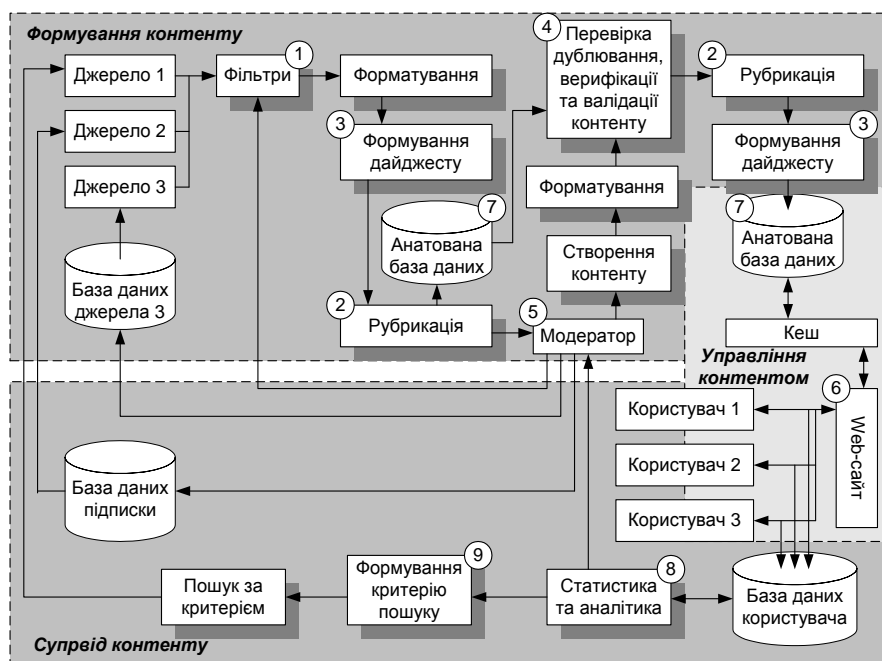 Формування контенту
Джерело 1
Джерело 2
Джерело 3
База даних
джерела 3
1
Фільтри
Форматування
3
Формування
дайджесту
7
Анатована
база даних
2
Рубрикація
4
Перевірка
дублювання,
верифікації
та валідації
контенту
Форматування
Створення
контенту
5
Модератор
2
Рубрикація
Формування
дайджесту
3
7
Анатована
база даних
Кеш
Управління
контентом
6
Web-сайт
Користувач 1
Користувач 2
Користувач 3
База даних
підписки
Пошук за
критерієм
9
Формування
критерію
пошуку
8
Статистика
та аналітика
База даних
користувача
Супрвід контенту